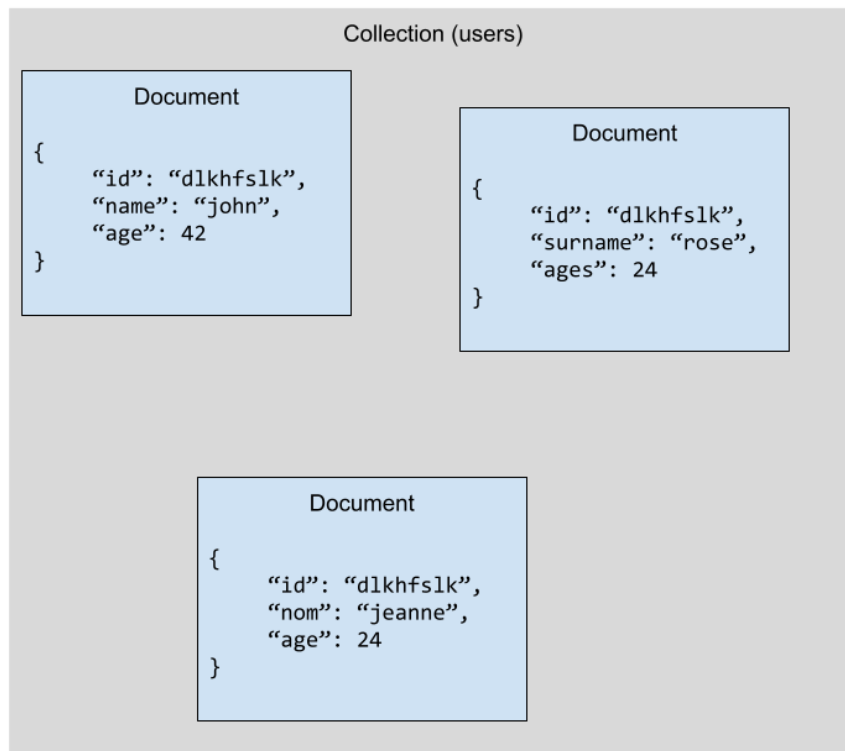 Collection (users)
Document
{
“id”: “dlkhfslk”,
“name”: “john”,
“age”: 42
}
Document
{
“id”: “dlkhfslk”,
“surname”: “rose”,
“ages”: 24
}
Document
{
“id”: “dlkhfslk”,
“nom”: “jeanne”,
“age”: 24
}